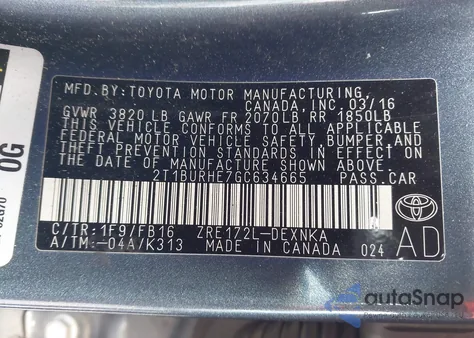 MFD.BY:TOYOTA MOTOR MANUFACTURING,
CANADA, INC. 03/16
GVWR 3820 LB GAWR FR 2070LB RR 1850LB
THIS VEHICLE CONFORMS TO ALL APPLICABLE
FEDERAL MOTOR VEHICLE SAFETY, BUMPER AND
THEFT PREVENTION STANDARDS IN EFFECT ON
THE DATE OF MANUFACTURE SHOWN ABOVE.
2T1BURHE7GC634665 PASS.CAR
C/TR:1F9/FB16 ZRE172L-DEXNKA
A/TM:-04A/K313 MADE IN CANADA 024
AD
OG
autoSnap